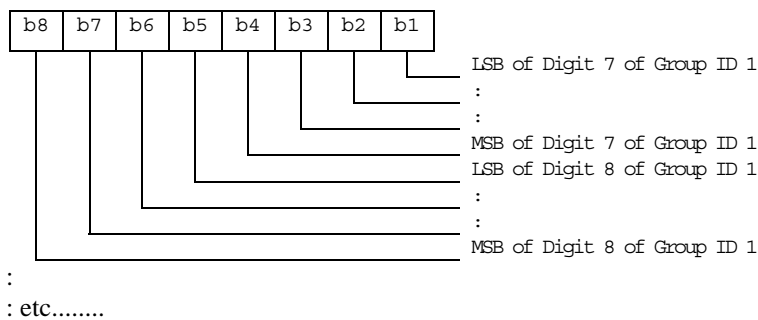 b8 b7 b6 b5 b4 b3 b2 b1
LSB of Digit 7 of Group ID 1
:
:
MSB of Digit 7 of Group ID 1
LSB of Digit 8 of Group ID 1
:
:
MSB of Digit 8 of Group ID 1
:
: etc........